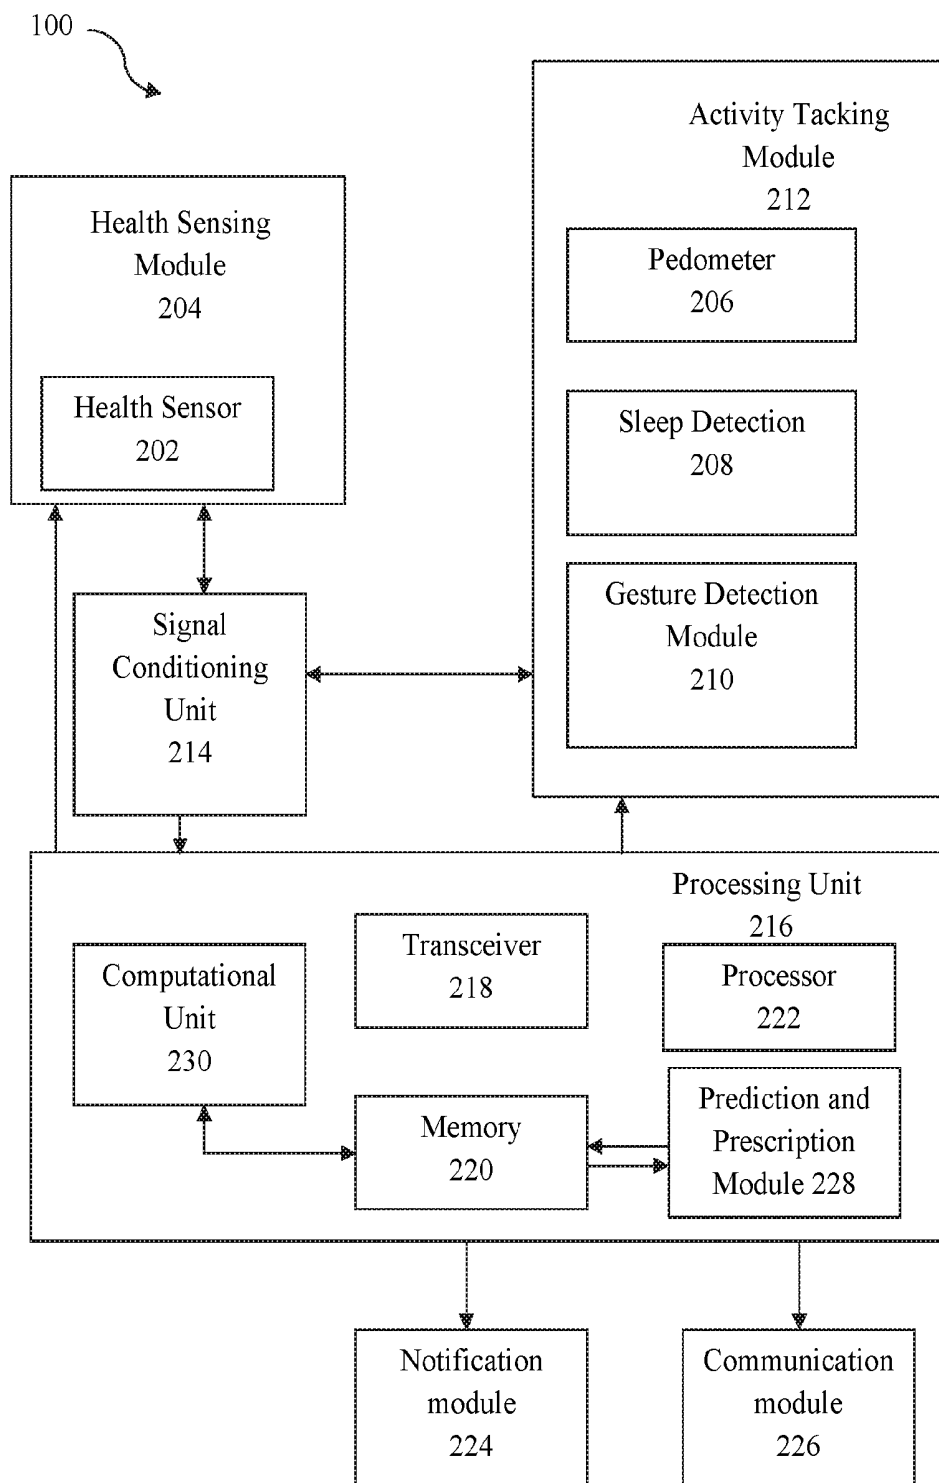 100
Activity Tacking
Module
212
Health Sensing
Module
204
Pedometer
206
Health Sensor
202
Sleep Detection
208
Gesture Detection
Module
210
Signal
Conditioning
Unit
214
Processing Unit
216
Transceiver
218
Computational
Unit
230
Processor
222
Memory
220
Prediction and
Prescription
Module 228
Notification
module
224
Communication
module
226